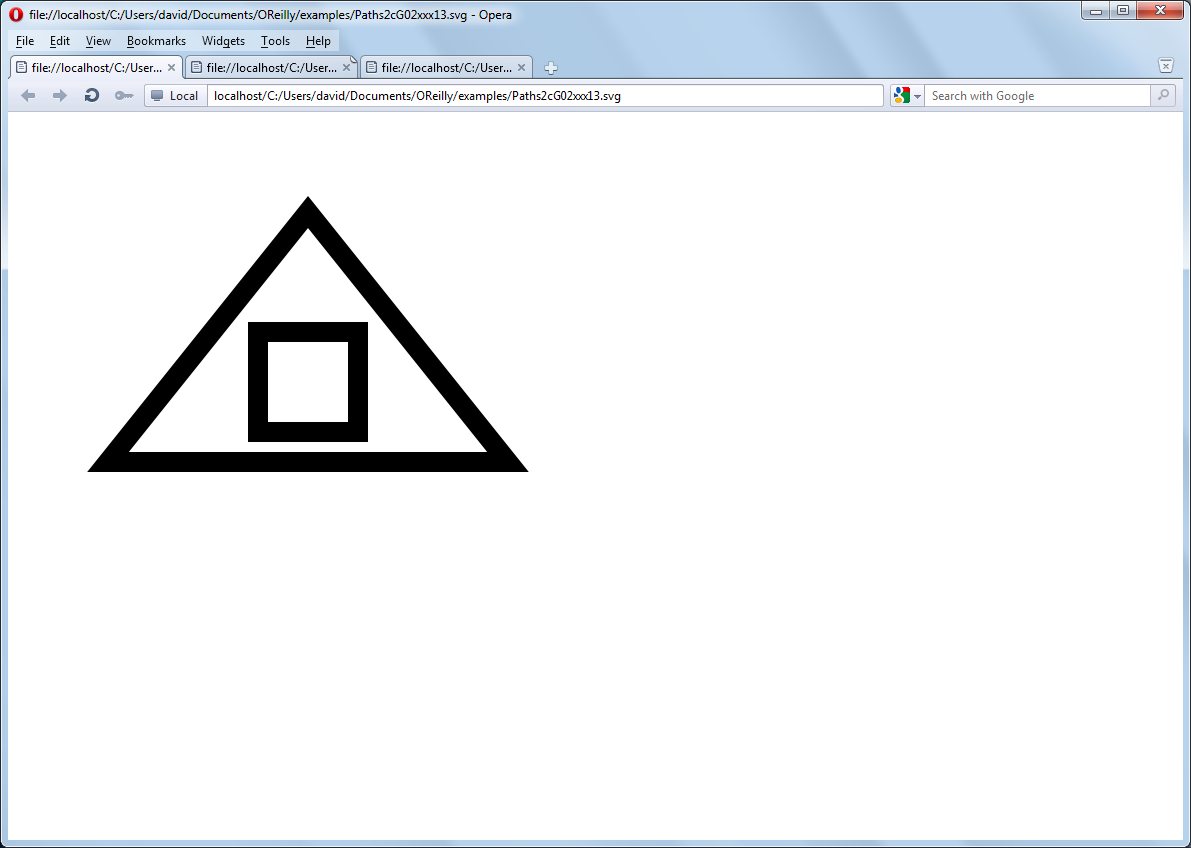 file://localhost/C:/Users/david/Documents/OReilly/examples/Paths2cG02xxx13.svg - Opera
File Edit View Bookmarks Widgets Tools Help
file://localhost/C:/User... file://localhost/C:/User... file://localhost/C:/User...
Local localhost/C:/Users/david/Documents/OReilly/examples/Paths2cG02xxx13.svg Search with Google